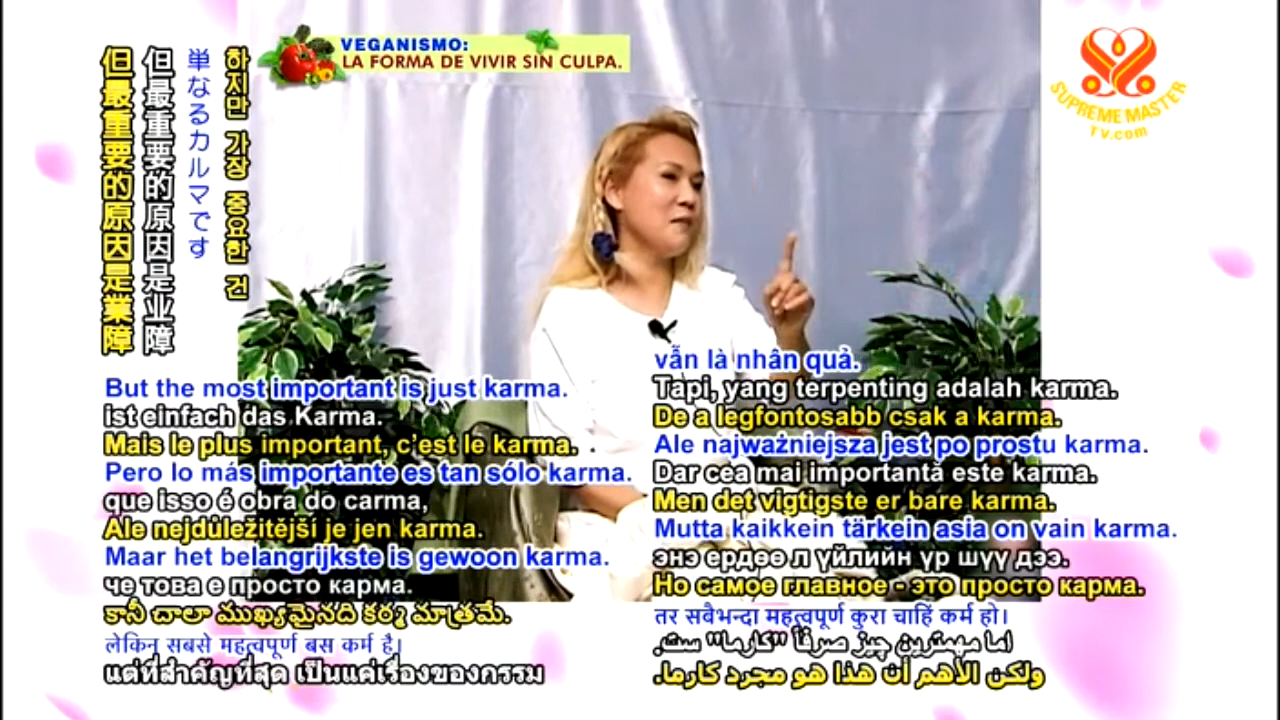 VEGANISMO:
LA FORMA DE VIVIR SIN CULPA.
SUPREME MASTER
TV.com
하지만 가장 중요한 건
単なるカルマです
但最重要的原因是业障
但最重要的原因是業障
But the most important is just karma.
ist einfach das Karma.
Mais le plus important, c'est le karma.
Pero lo más importante es tan sólo karma.
que isso é obra do carma,
Ale nejdůležitější je jen karma.
Maar het belangrijkste is gewoon karma.
че това е просто карма.
కానీ చాలా ముఖ్యమైనది కర్మ మాత్రమే.
लेकिन सबसे महत्वपूर्ण बस कर्म है।
แต่ที่สำคัญที่สุด เป็นแค่เรื่องของกรรม
vẫn là nhân quả.
Tapi, yang terpenting adalah karma.
De a legfontosabb csak a karma.
Ale najważniejsza jest po prostu karma.
Dar cea mai importantă este karma.
Men det vigtigste er bare karma.
Mutta kaikkein tärkein asia on vain karma.
энэ ердөө л үйлийн үр шүү дээ.
Но самое главное - это просто карма.
तर सबैभन्दा महत्वपूर्ण कुरा चाहिं कर्म हो।
اما مهمترین چیز صرفاً "کارما" ست.
ولكن الأهم أن هذا هو مجرد كارما.